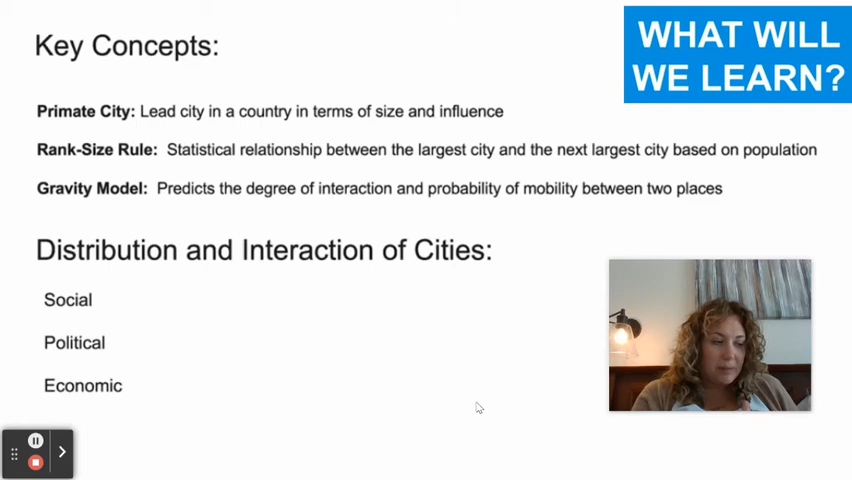 Key Concepts:
WHAT WILL
WE LEARN?
Primate City: Lead city in a country in terms of size and influence
Rank-Size Rule: Statistical relationship between the largest city and the next largest city based on population
Gravity Model: Predicts the degree of interaction and probability of mobility between two places
Distribution and Interaction of Cities:
Social
Political
Economic